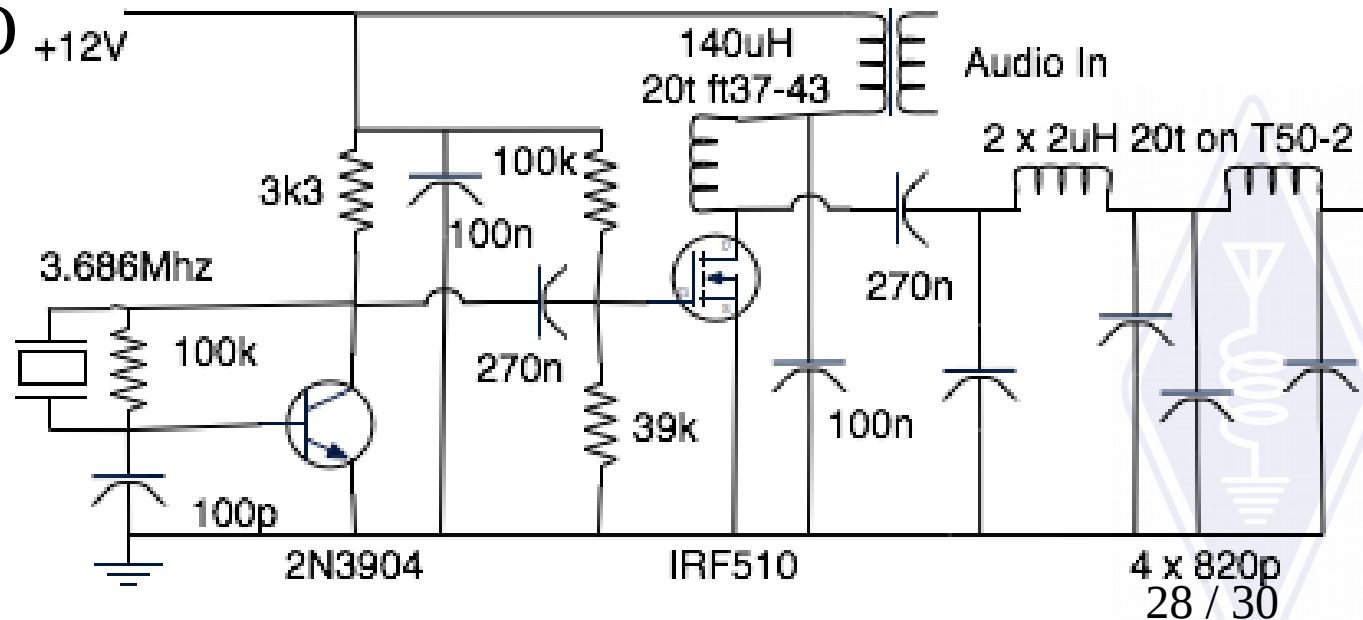 +12V
140uH
20t ft37-43
Audio In
2 x 2uH 20t on T50-2
3k3
100k
100n
3.686Mhz
100k
270n
270n
39k
100n
100p
2N3904
IRF510
4 x 820p
28 / 30